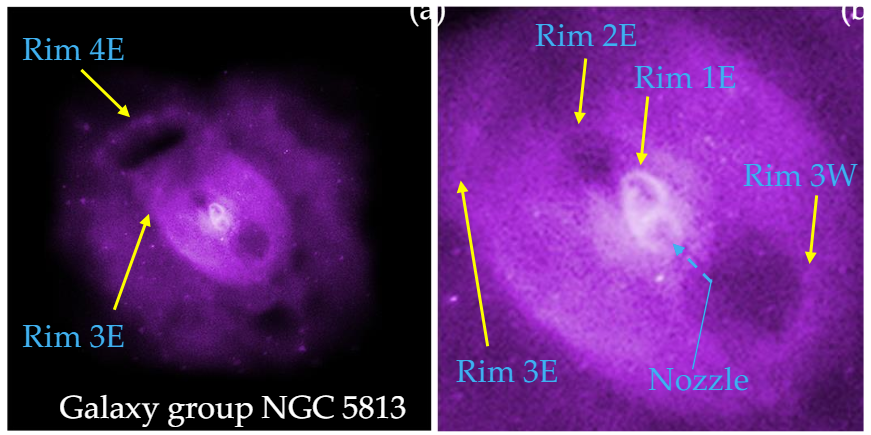 (a)
Rim 4E
Rim 3E
Galaxy group NGC 5813
(b
Rim 2E
Rim 1E
Rim 3W
Rim 3E
Nozzle